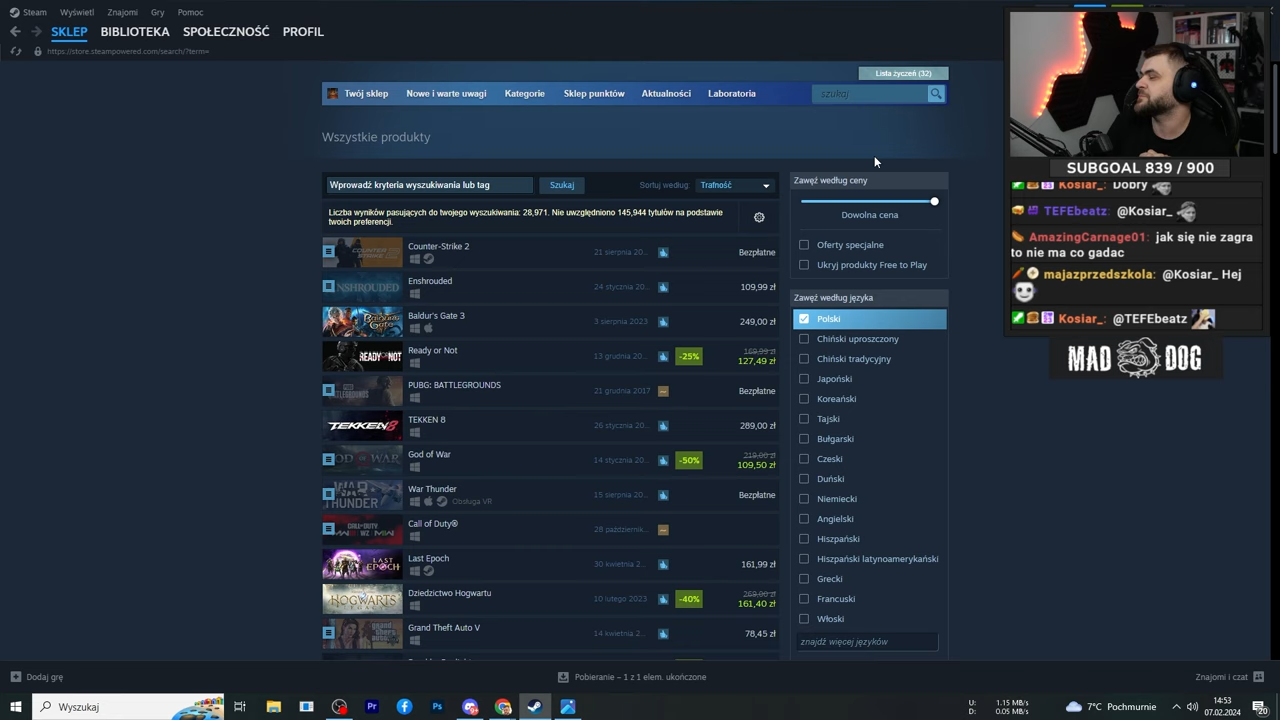 Steam Wyświetl Znajomi Gry Pomoc
SKLEP BIBLIOTEKA SPOŁECZNOŚĆ PROFIL
https://store.steampowered.com/search/?term=
Lista życzeń (32)
Twój sklep Nowe i warte uwagi Kategorie Sklep punktów Aktualności Laboratoria szukaj
Wszystkie produkty
Wprowadź kryteria wyszukiwania lub tag Szukaj Sortuj według: Trafność
Liczba wyników pasujących do twojego wyszukiwania: 28,971. Nie uwzględniono 145,944 tytułów na podstawie
twoich preferencji.
Counter-Strike 2 21 sierpnia 20... Bezpłatne
Enshrouded 24 stycznia 20... 109,99 zł
Baldur's Gate 3 3 sierpnia 2023 249,00 zł
Ready or Not 13 grudnia 20... -25% 169,99 zł
127,49 zł
PUBG: BATTLEGROUNDS 21 grudnia 2017 Bezpłatne
TEKKEN 8 26 stycznia 20... 289,00 zł
God of War 14 stycznia 20... -50% 219,00 zł
109,50 zł
War Thunder 15 sierpnia 20... Bezpłatne
Obsługa VR
Call of Duty® 28 październik...
Last Epoch 30 kwietnia 2... 161,99 zł
Dziedzictwo Hogwartu 10 lutego 2023 -40% 269,00 zł
161,40 zł
Grand Theft Auto V 14 kwietnia 2... 78,45 zł
Zawęź według ceny
Dowolna cena
Oferty specjalne
Ukryj produkty Free to Play
Zawęź według języka
Polski
Chiński uproszczony
Chiński tradycyjny
Japoński
Koreański
Tajski
Bułgarski
Czeski
Duński
Niemiecki
Angielski
Hiszpański
Hiszpański latynoamerykański
Grecki
Francuski
Włoski
znajdź więcej języków
SUBGOAL 839 / 900
Kosiar_: Dobry
TEFEbeatz: @Kosiar_
AmazingCarnage01: jak się nie zagra
to nie ma co gadac
majazprzedszkola: @Kosiar_ Hej
Kosiar_: @TEFEbeatz
MAD DOG
Dodaj grę Pobieranie – 1 z 1 elem. ukończone Znajomi i czat
Wyszukaj
U: 1.15 MB/s
D: 0.05 MB/s
7°C Pochmurnie
14:53
07.02.2024
20